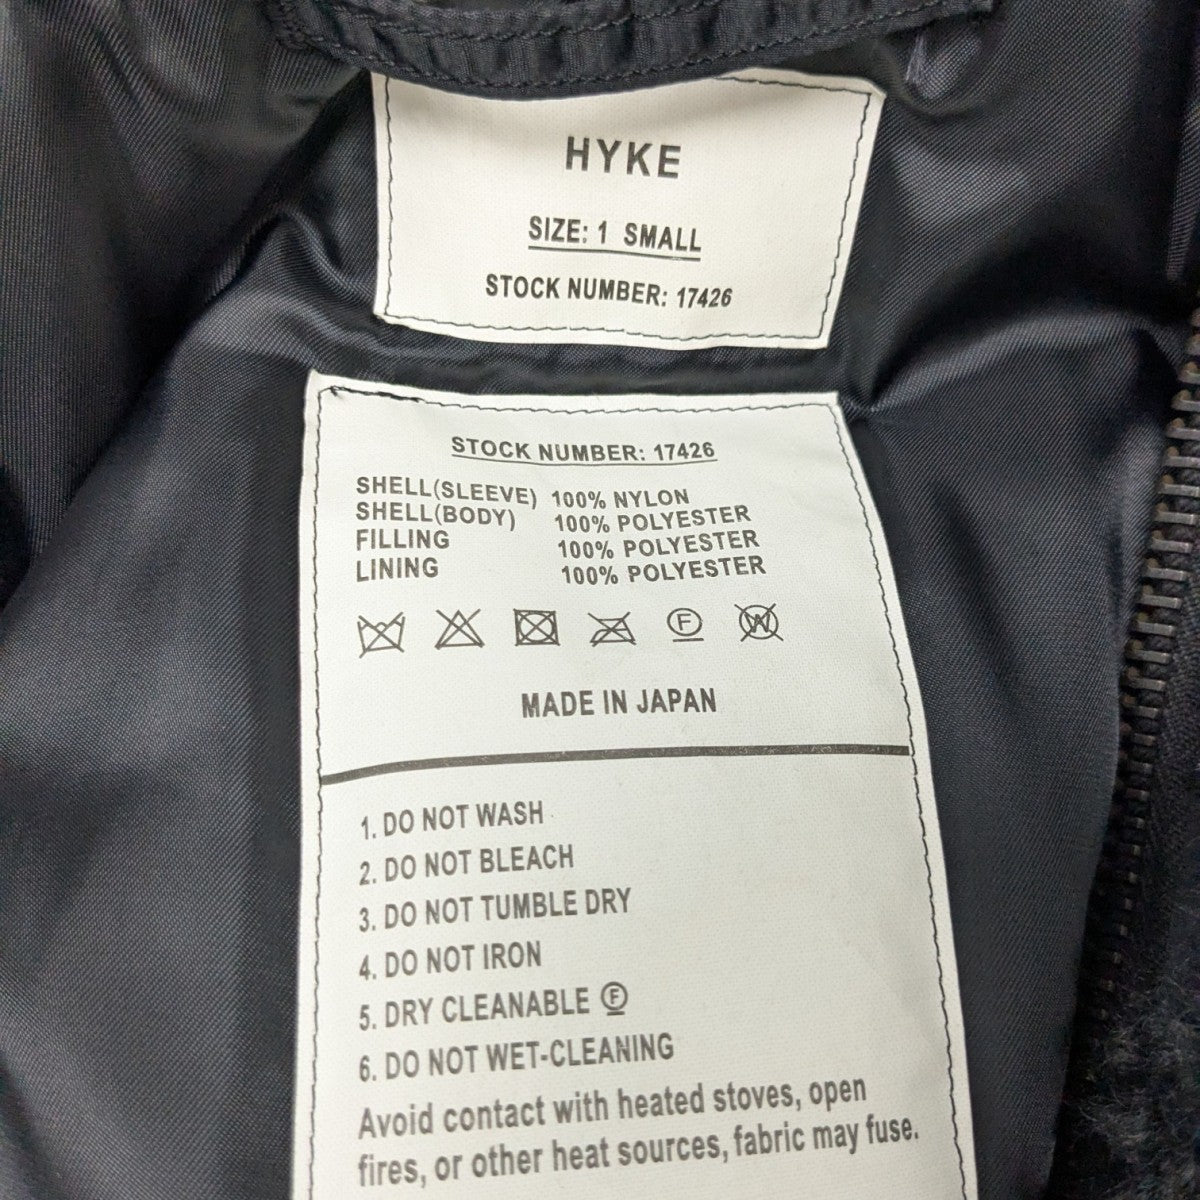 HYKE
SIZE: 1 SMALL
STOCK NUMBER: 17426
STOCK NUMBER: 17426
SHELL(SLEEVE) 100% NYLON
SHELL(BODY) 100% POLYESTER
FILLING 100% POLYESTER
LINING 100% POLYESTER
F W
MADE IN JAPAN
1. DO NOT WASH
2. DO NOT BLEACH
3. DO NOT TUMBLE DRY
4. DO NOT IRON
5. DRY CLEANABLE Ⓕ
6. DO NOT WET-CLEANING
Avoid contact with heated stoves, open
fires, or other heat sources, fabric may fuse.